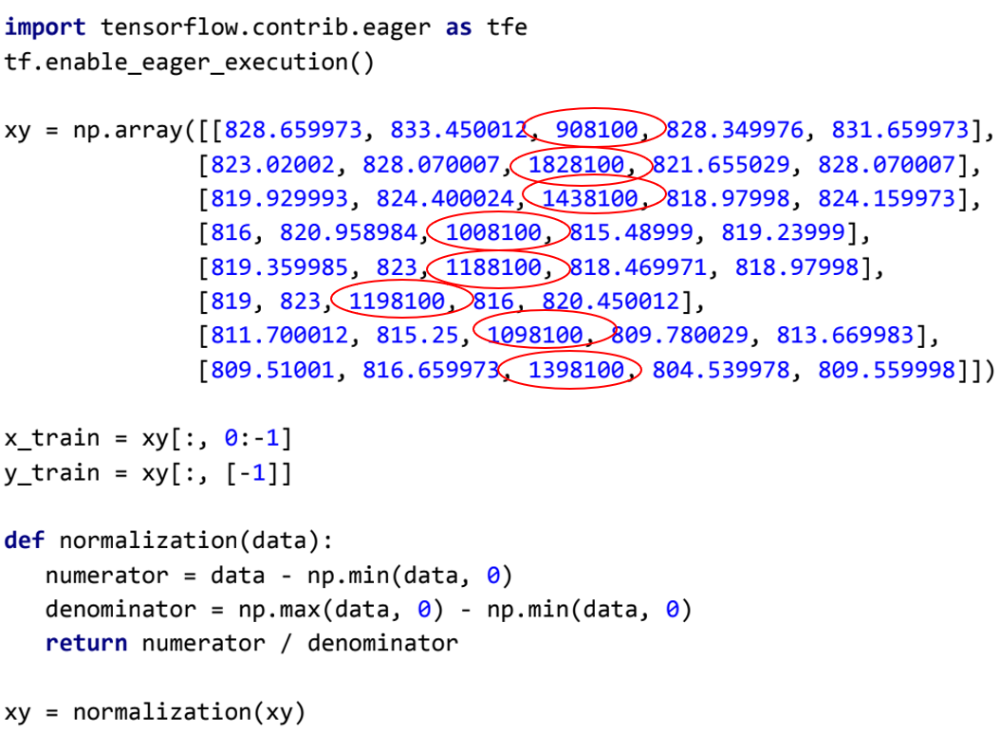 import tensorflow.contrib.eager as tfe
tf.enable_eager_execution()
xy = np.array([[828.659973, 833.450012, 908100, 828.349976, 831.659973],
[823.02002, 828.070007, 1828100, 821.655029, 828.070007],
[819.929993, 824.400024, 1438100, 818.97998, 824.159973],
[816, 820.958984, 1008100, 815.48999, 819.23999],
[819.359985, 823, 1188100, 818.469971, 818.97998],
[819, 823, 1198100, 816, 820.450012],
[811.700012, 815.25, 1098100, 809.780029, 813.669983],
[809.51001, 816.659973, 1398100, 804.539978, 809.559998]])
x_train = xy[:, 0:-1]
y_train = xy[:, [-1]]
def normalization(data):
numerator = data - np.min(data, 0)
denominator = np.max(data, 0) - np.min(data, 0)
return numerator / denominator
xy = normalization(xy)